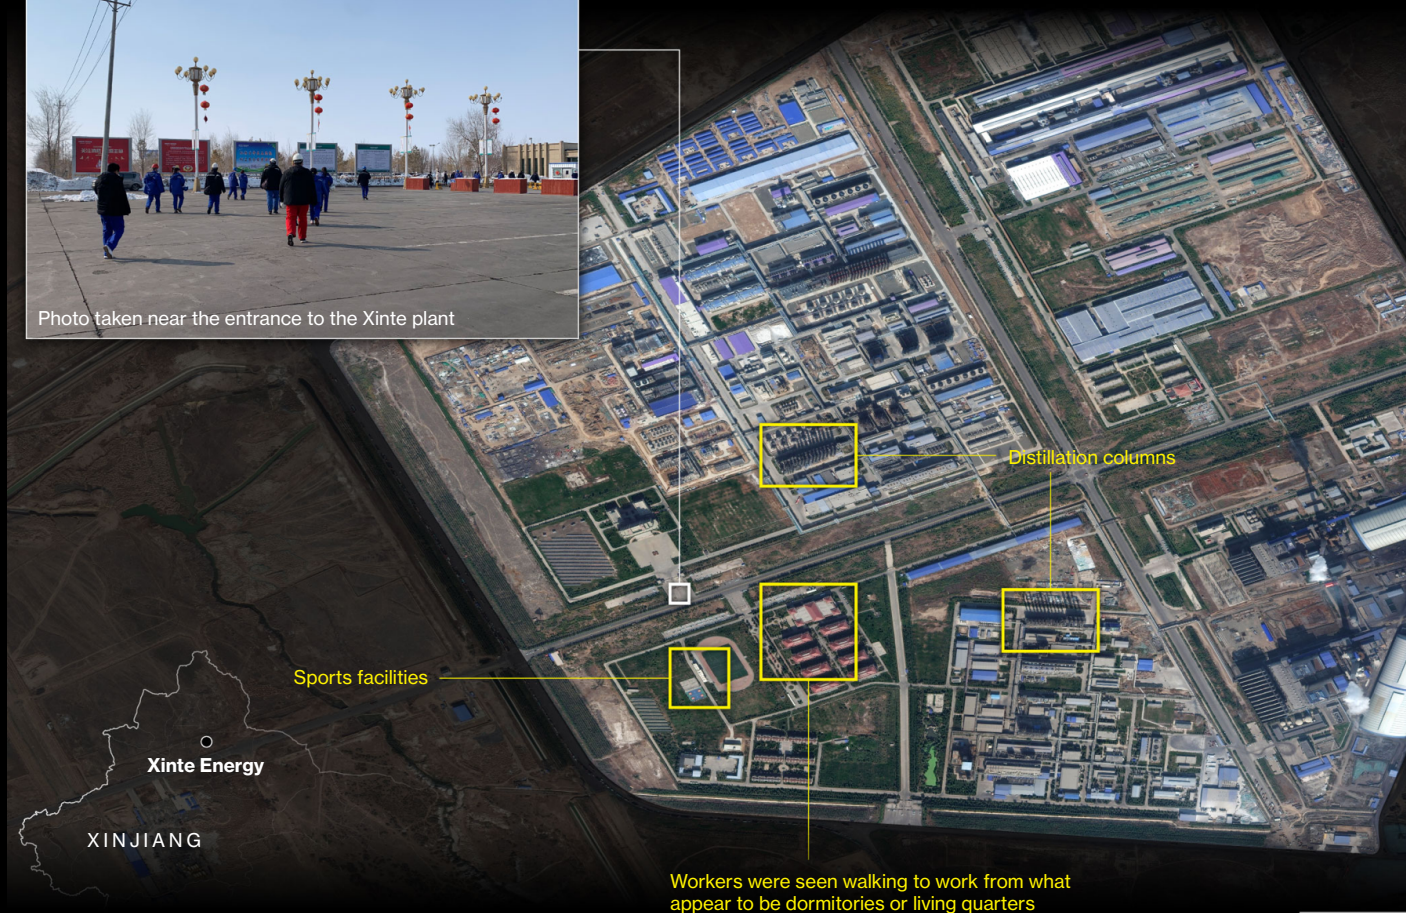 Photo taken near the entrance to the Xinte plant
Distillation columns
Sports facilities
Xinte Energy
XINJIANG
Workers were seen walking to work from what
appear to be dormitories or living quarters